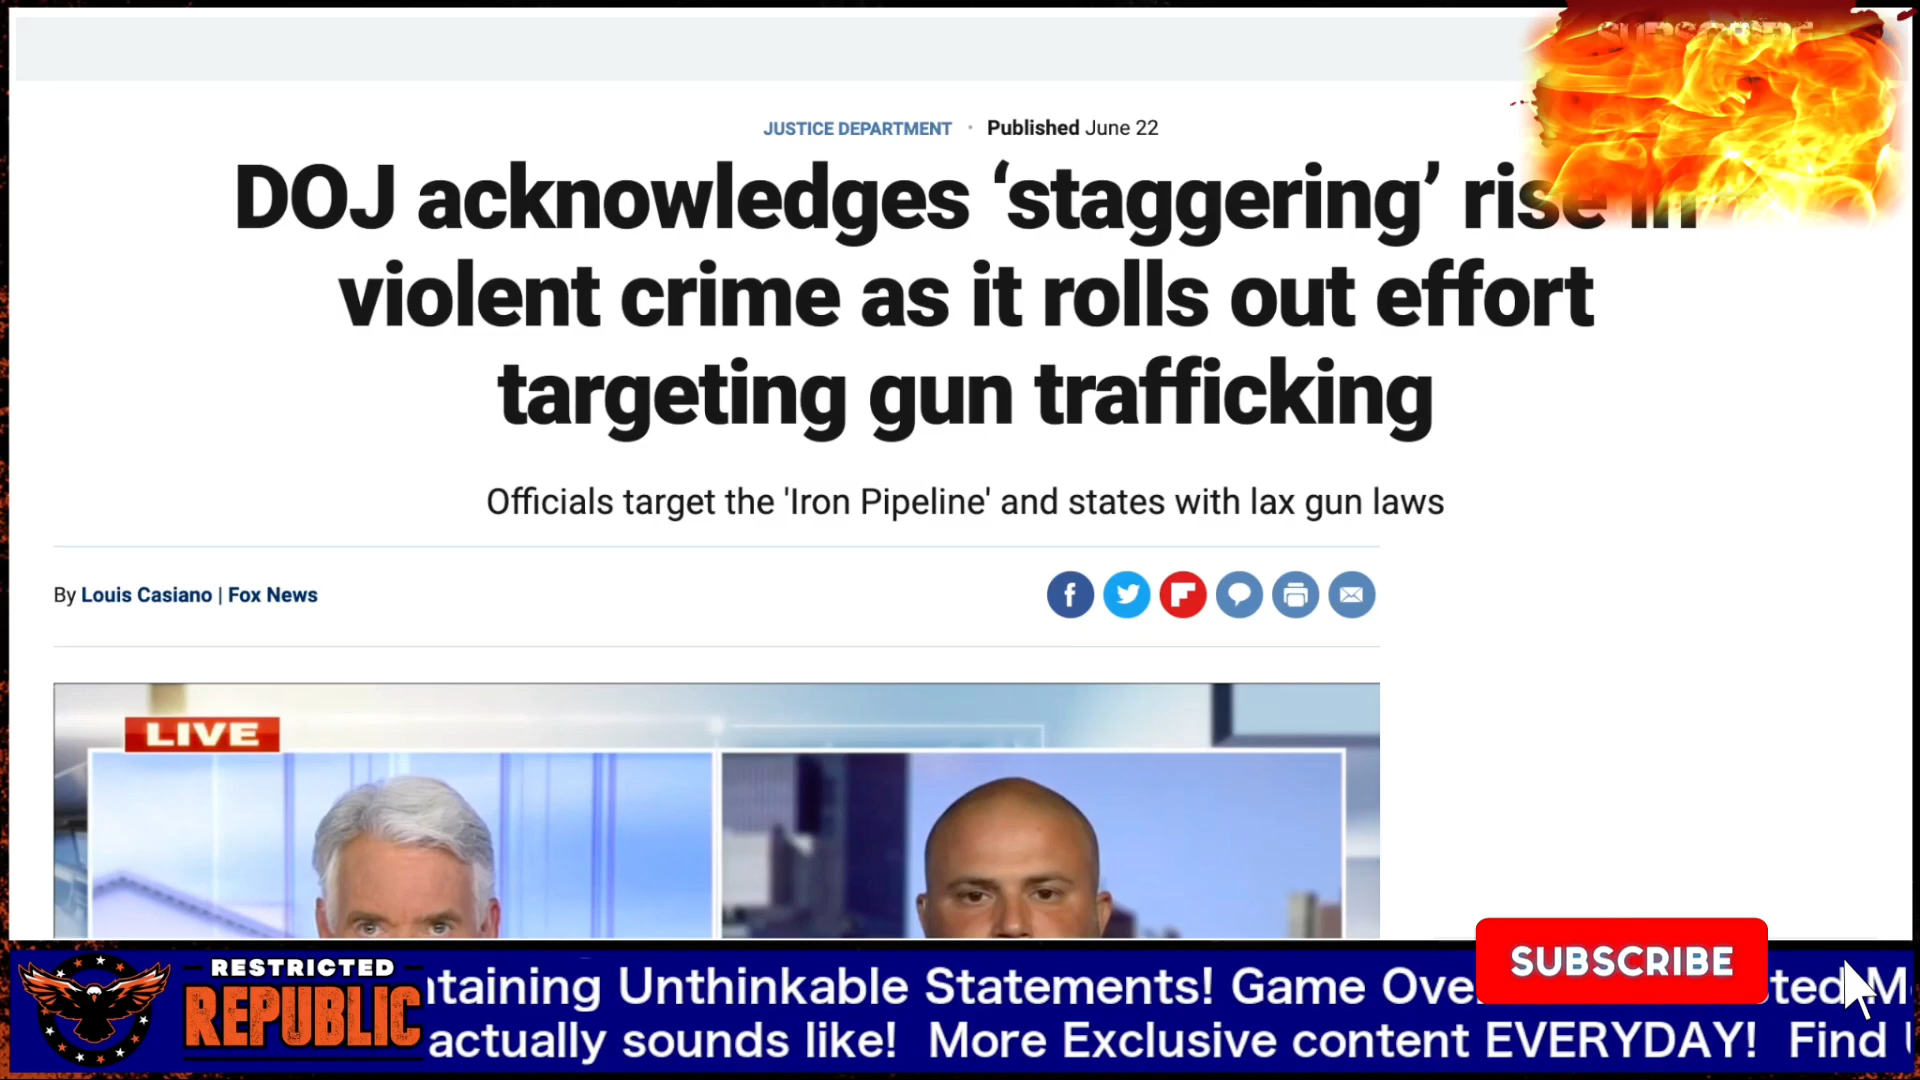 SUBSCRIBE
JUSTICE DEPARTMENT · Published June 22
DOJ acknowledges ‘staggering’ rise in
violent crime as it rolls out effort
targeting gun trafficking
Officials target the 'Iron Pipeline' and states with lax gun laws
By Louis Casiano | Fox News
LIVE
RESTRICTED
REPUBLIC
ntaining Unthinkable Statements! Game Ove
actually sounds like! More Exclusive content EVERYDAY! Find
SUBSCRIBE